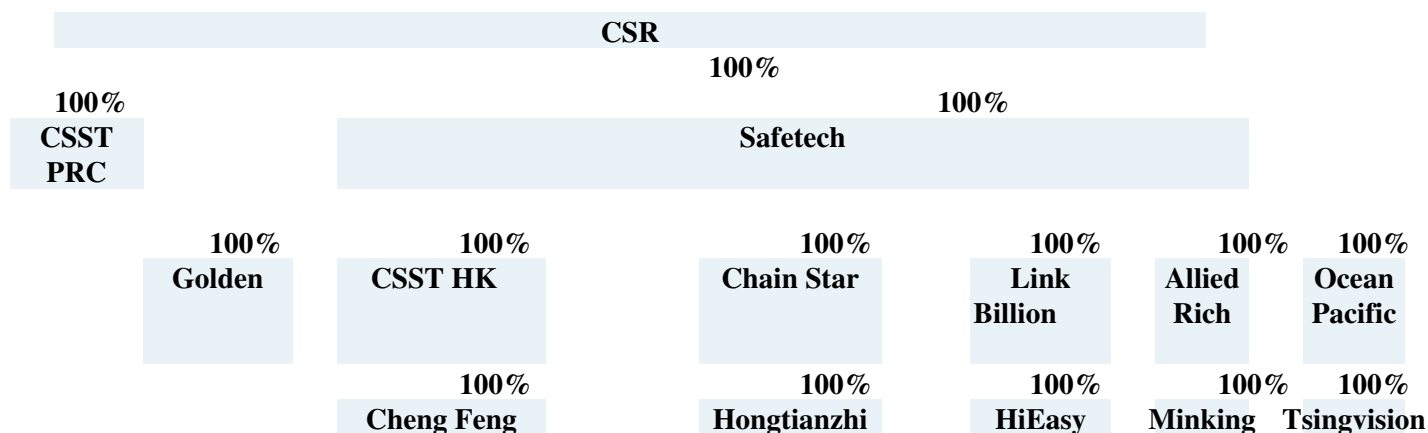 CSR
100%
100% 100%
CSST Safetech
PRC
100% 100% 100% 100% 100% 100%
Golden CSST HK Chain Star Link Allied Ocean
Billion Rich Pacific
100% 100% 100% 100% 100%
Cheng Feng Hongtianzhi HiEasy Minking Tsingvision